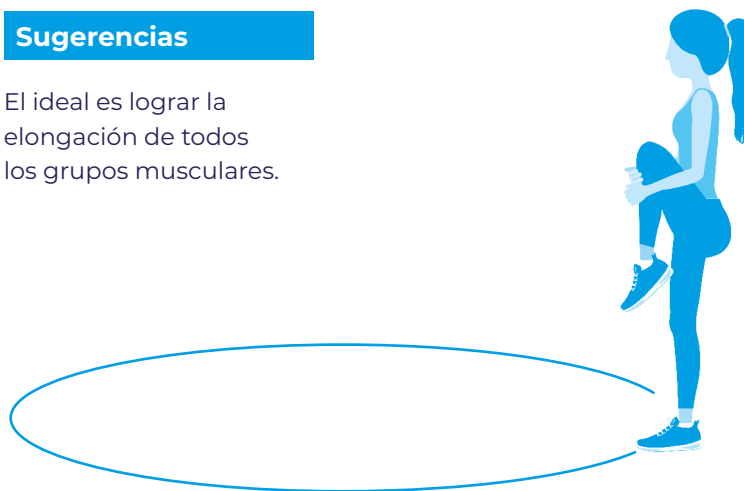 Sugerencias
El ideal es lograr la
elongación de todos
los grupos musculares.